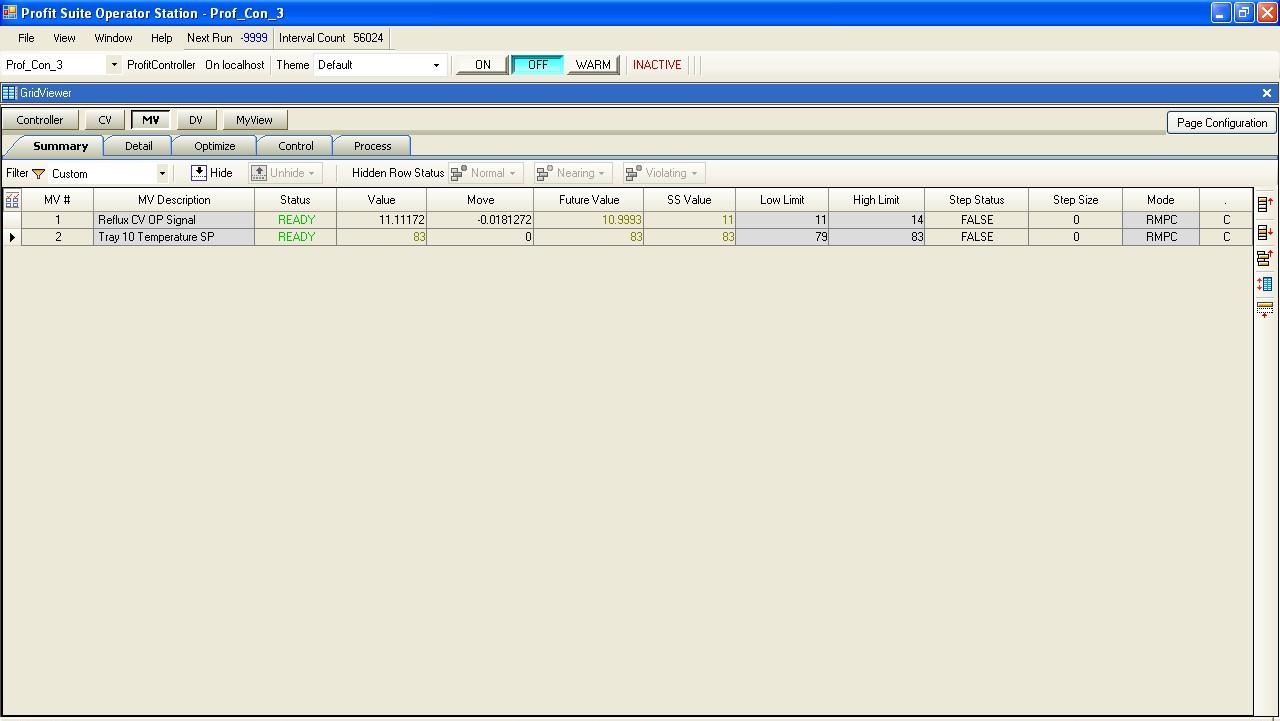 Profit Suite Operator Station - Prof_Con_3
File View Window Help Next Run -9999 Interval Count 56024
Prof_Con_3 ProfitController On localhost Theme Default ON OFF WARM INACTIVE
GridViewer
Controller CV MV DV MyView Page Configuration
Summary Detail Optimize Control Process
Filter Custom Hide Unhide Hidden Row Status Normal Nearing Violating
MV # MV Description Status Value Move Future Value SS Value Low Limit High Limit Step Status Step Size Mode .
1 Reflux CV OP Signal READY 11.11172 -0.0181272 10.9993 11 11 14 FALSE 0 RMPC C
2 Tray 10 Temperature SP READY 83 0 83 83 79 83 FALSE 0 RMPC C